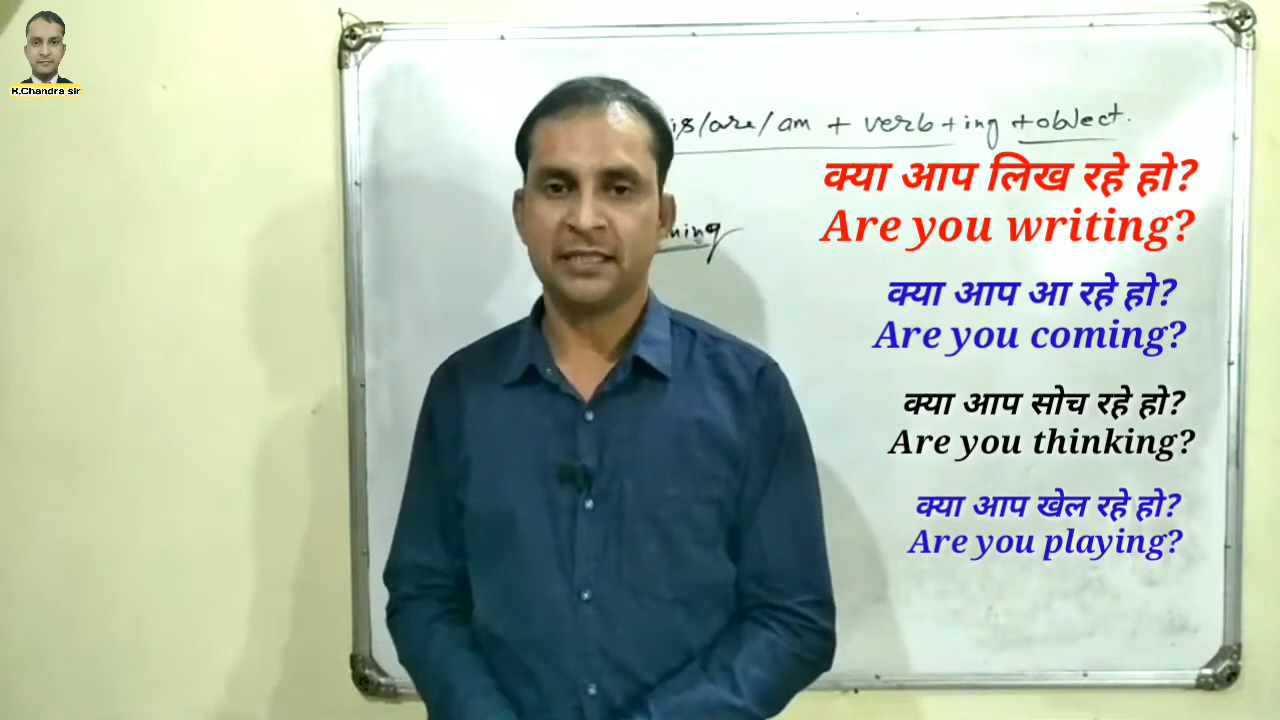 K.Chandra sir
is/are/am + verb+ing +object.
क्या आप लिख रहे हो?
Are you writing?
क्या आप आ रहे हो?
Are you coming?
क्या आप सोच रहे हो?
Are you thinking?
क्या आप खेल रहे हो?
Are you playing?